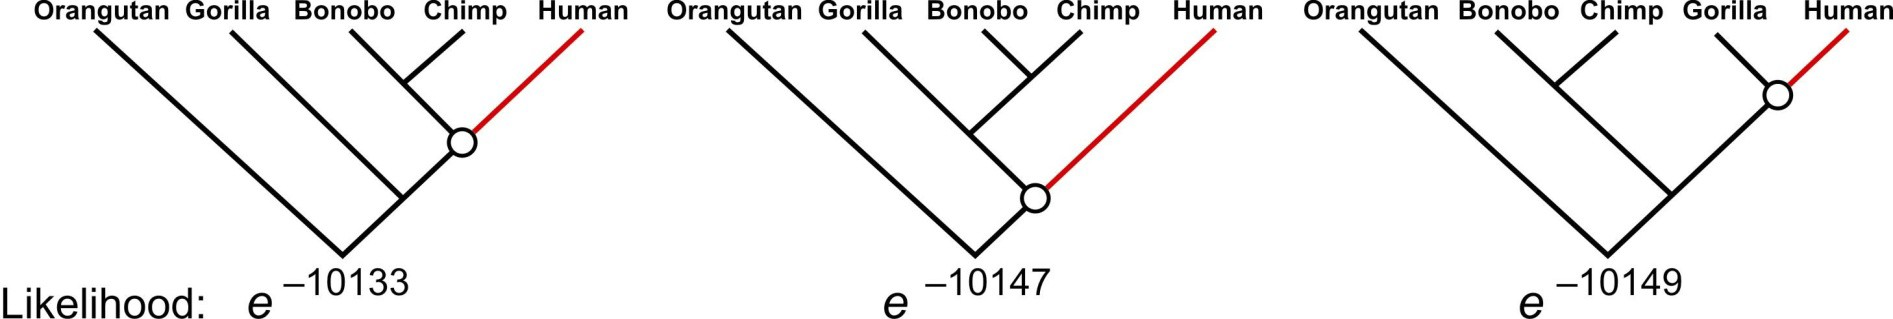 Orangutan Gorilla Bonobo Chimp Human Orangutan Gorilla Bonobo Chimp Human Orangutan Bonobo Chimp Gorilla Human
Likelihood: e –10133 e –10147 e –10149